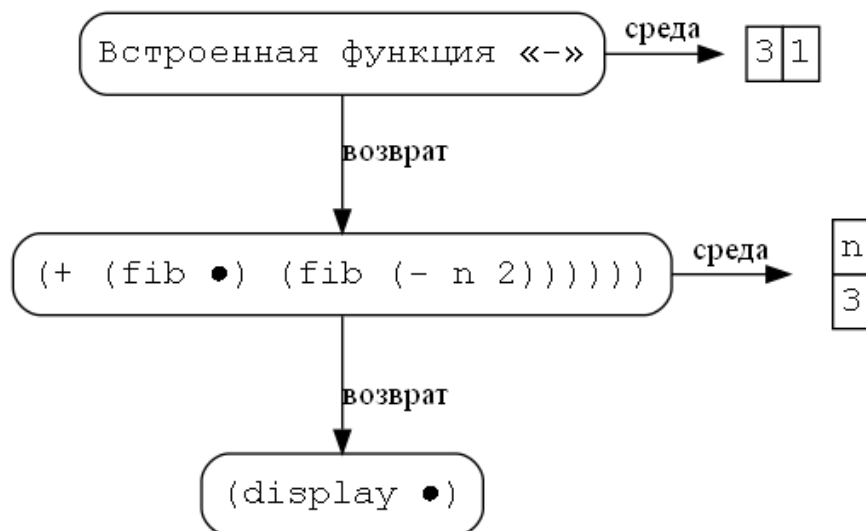 Встроенная функция «-»
среда
3 1
возврат
(+ (fib ●) (fib (- n 2))))))
среда
n
3
возврат
(display ●)